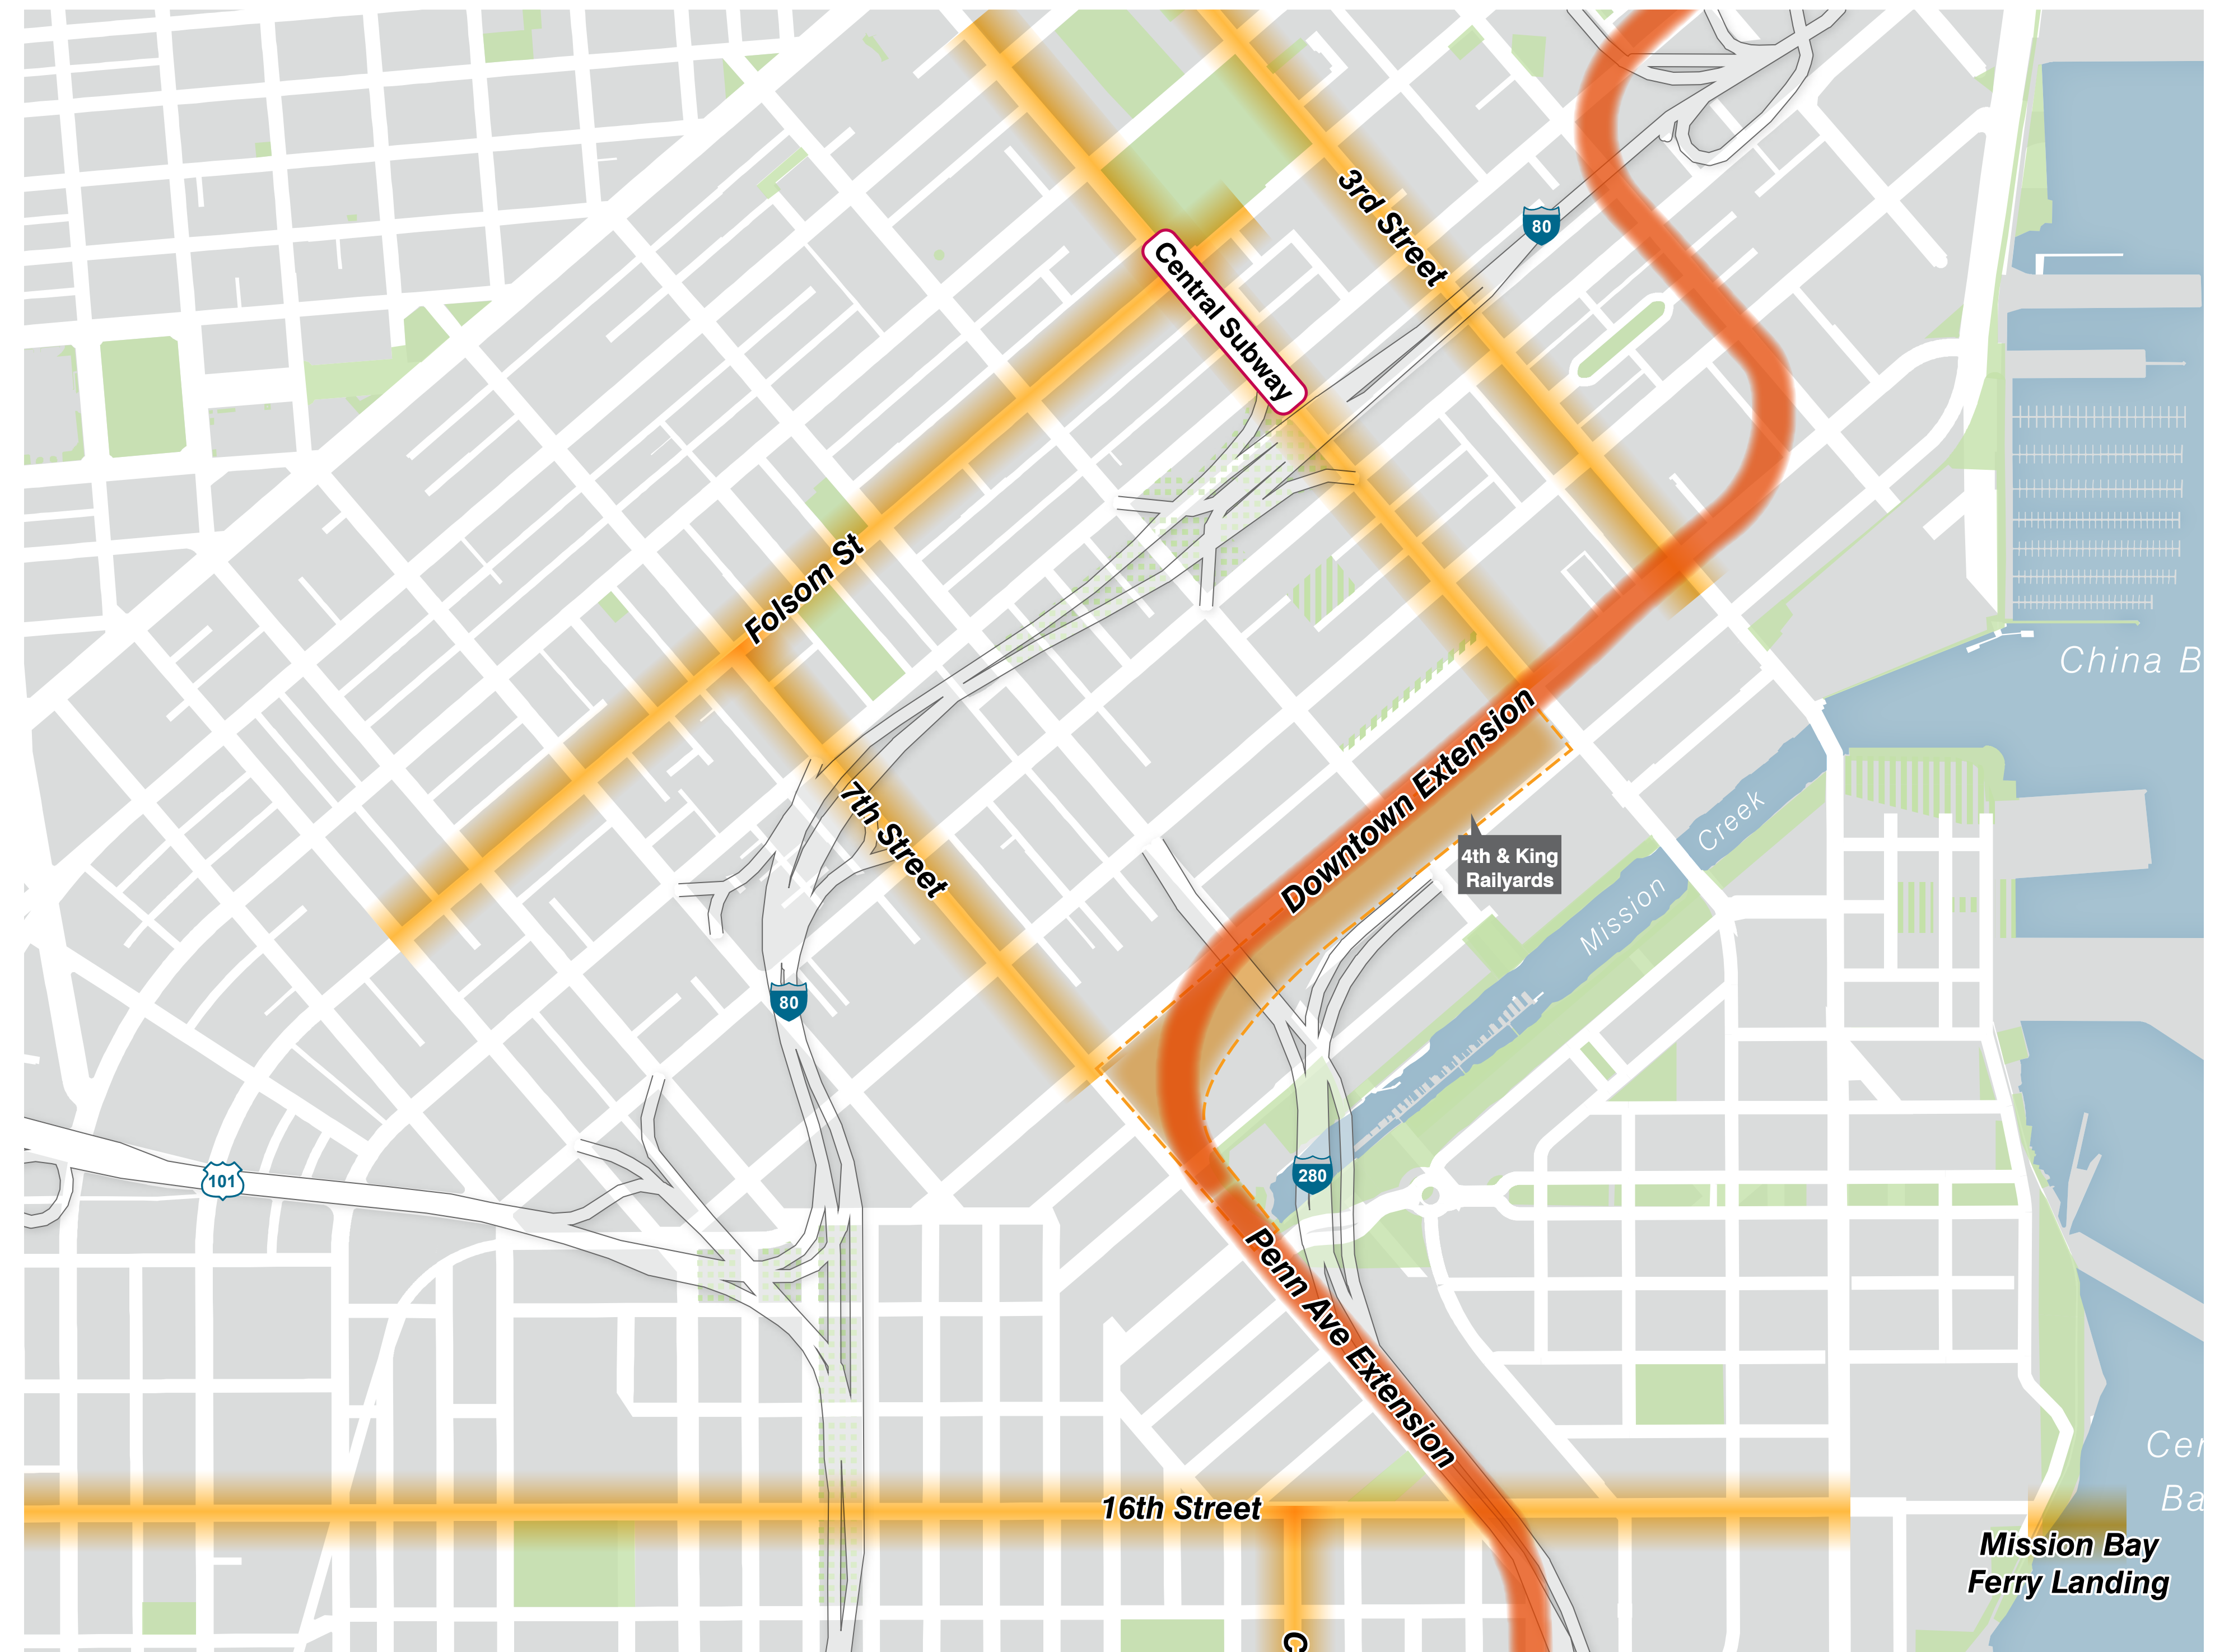 3rd Street
80
Central Subway
Folsom St
China B
Downtown Extension
7th Street
Creek
4th & King
Railyards
Mission
80
101
280
Penn Ave Extension
Cer
Ba
16th Street
Mission Bay
Ferry Landing
C